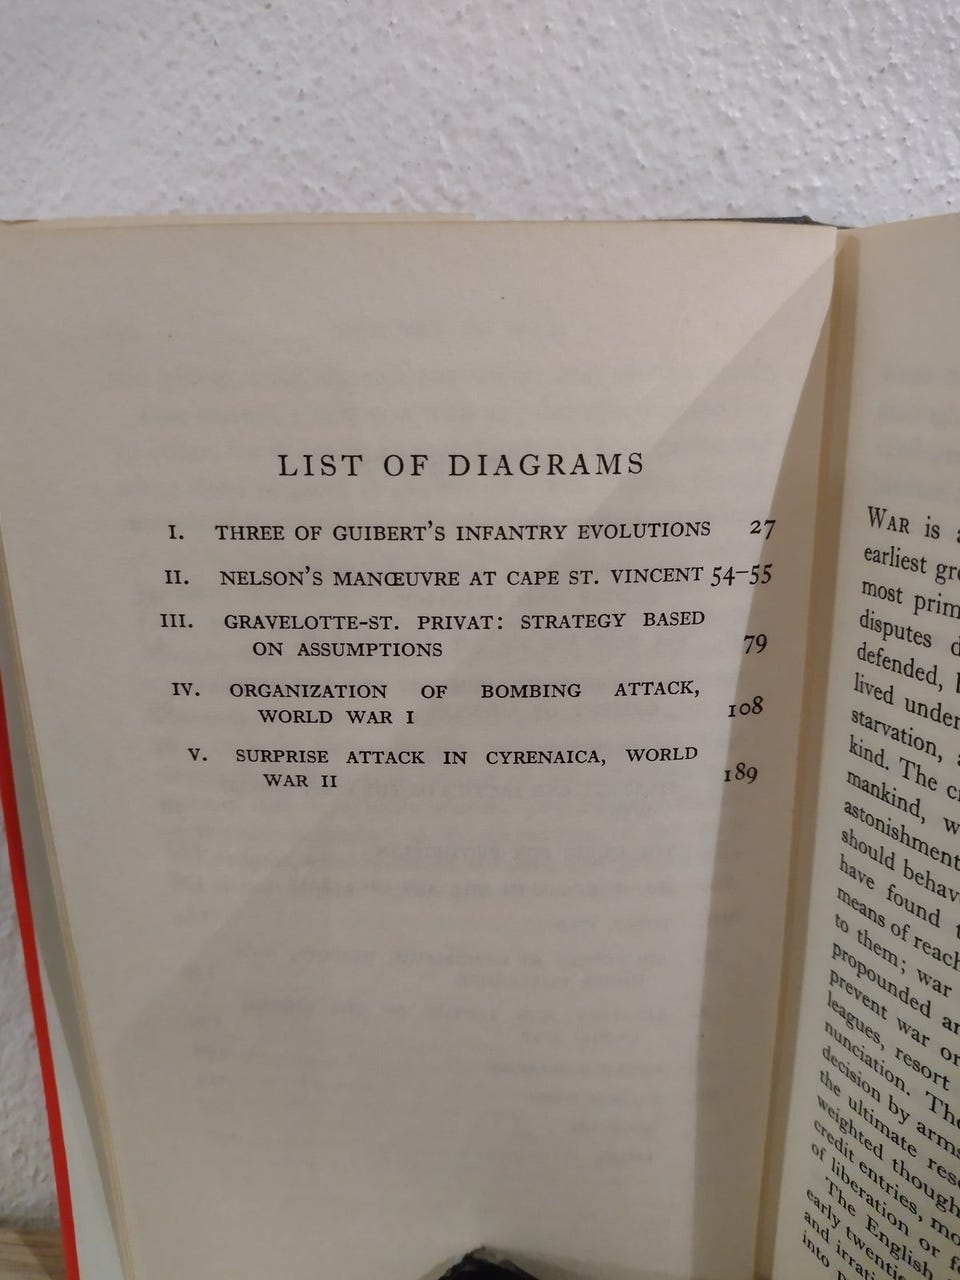 LIST OF DIAGRAMS
I. THREE OF GUIBERT'S INFANTRY EVOLUTIONS 27
II. NELSON'S MANŒUVRE AT CAPE ST. VINCENT 54–55
III. GRAVELOTTE-ST. PRIVAT: STRATEGY BASED
ON ASSUMPTIONS 79
IV. ORGANIZATION OF BOMBING ATTACK,
WORLD WAR I 108
V. SURPRISE ATTACK IN CYRENAICA, WORLD
WAR II 189
WAR is
earliest
most
disputes
defended,
lived under
starvation,
kind. The
mankind,
astonishment
should
have found
means of
to them; war
propounded
prevent war or
leagues, resort
nunciation.
decision by arms
the ultimate
weighted though
credit entries,
of liberation or
The English
early
and
into